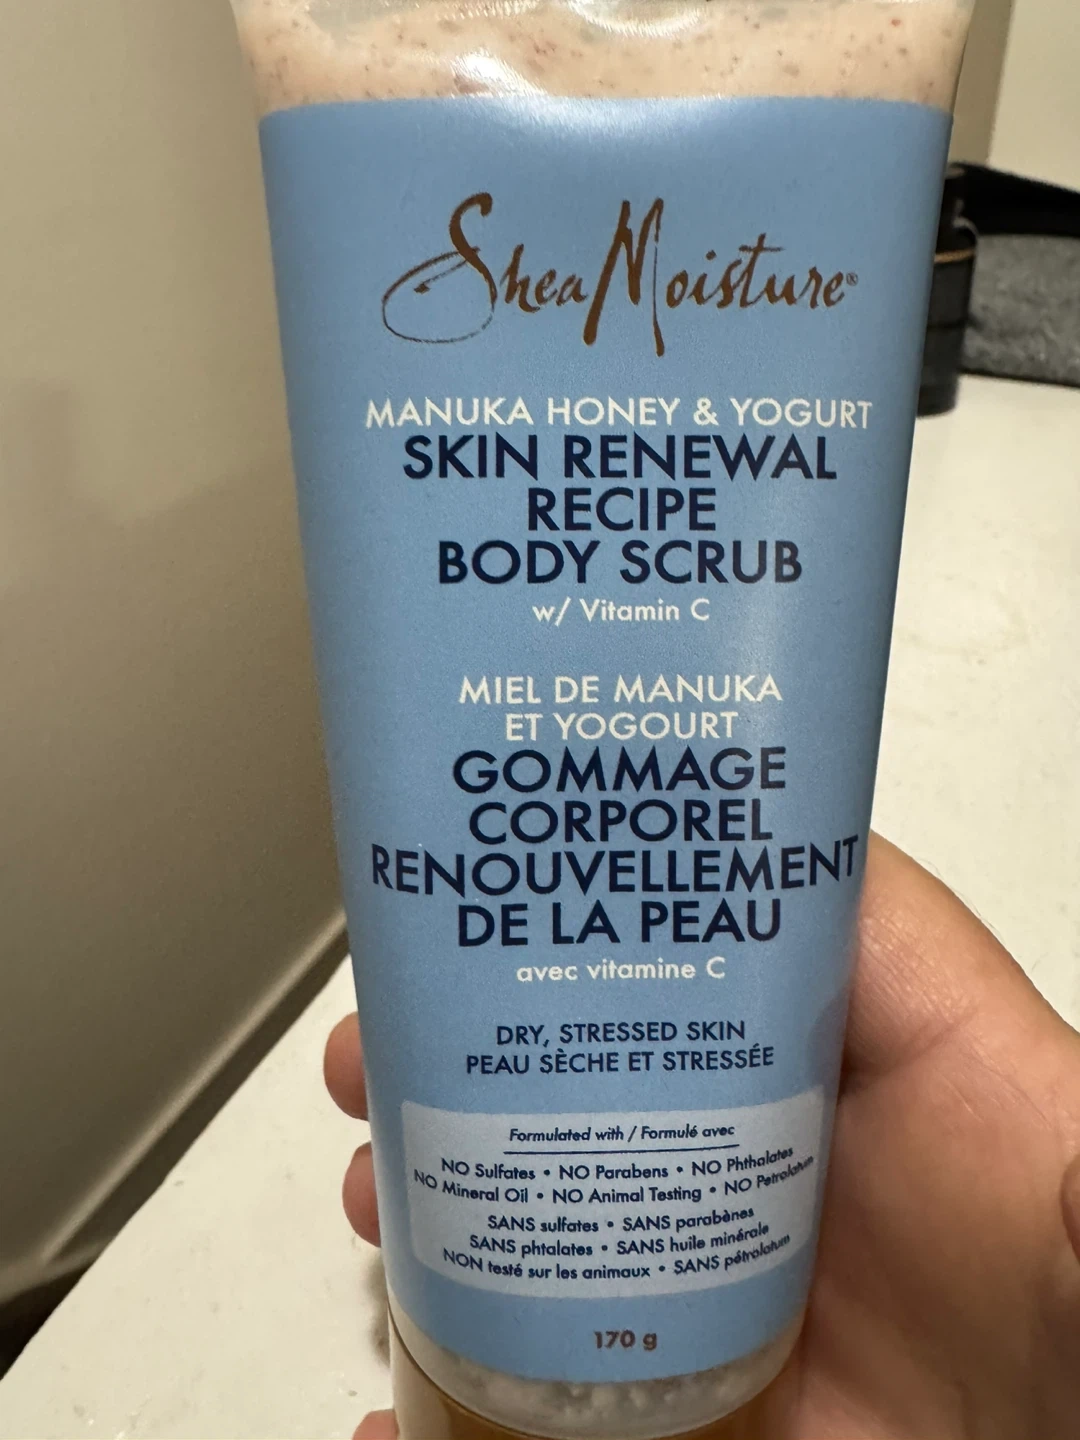 SheaMoisture®
MANUKA HONEY & YOGURT
SKIN RENEWAL
RECIPE
BODY SCRUB
w/ Vitamin C
MIEL DE MANUKA
ET YOGOURT
GOMMAGE
CORPOREL
RENOUVELLEMENT
DE LA PEAU
avec vitamine C
DRY, STRESSED SKIN
PEAU SÈCHE ET STRESSÉE
Formulated with / Formulé avec
NO Sulfates • NO Parabens • NO Phthalates
NO Mineral Oil • NO Animal Testing • NO Petrolatum
SANS sulfates • SANS parabènes
SANS phtalates • SANS huile minérale
NON testé sur les animaux • SANS pétrolatum
170 g